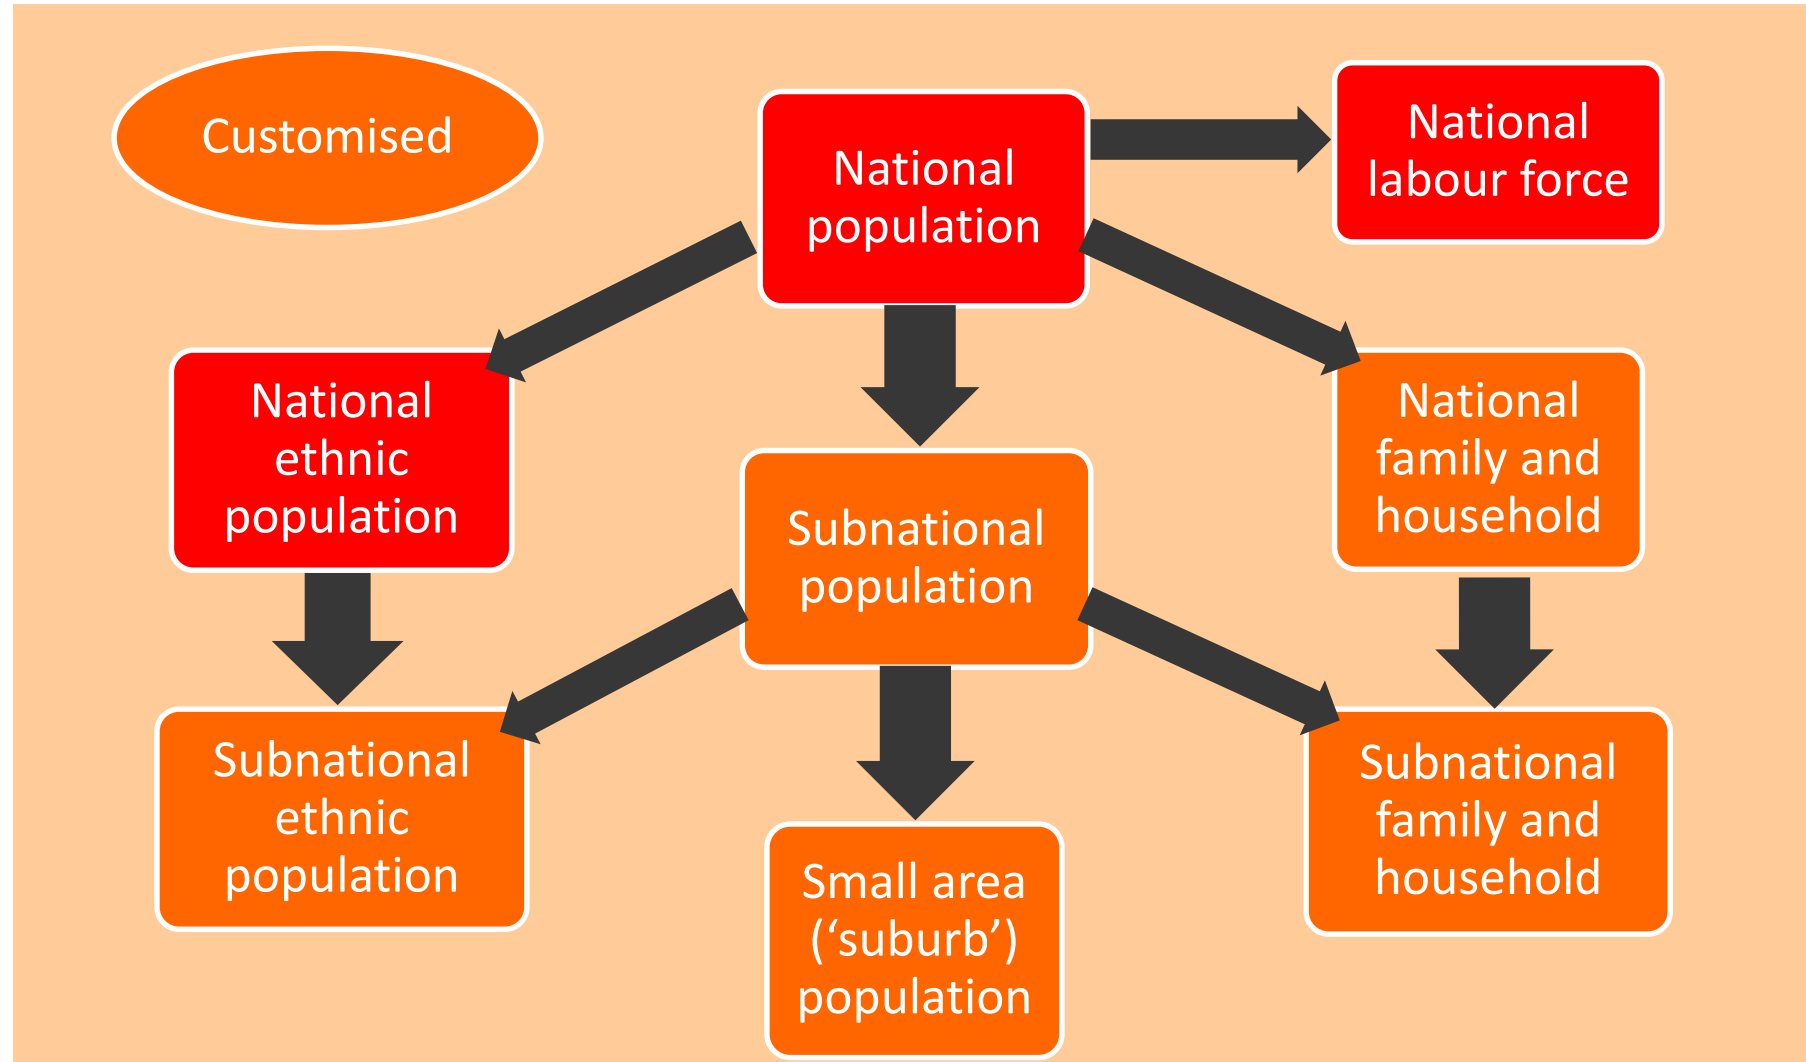 Customised
National
population
National
labour force
National
ethnic
population
Subnational
population
National
family and
household
Subnational
ethnic
population
Small area
(‘suburb’)
population
Subnational
family and
household